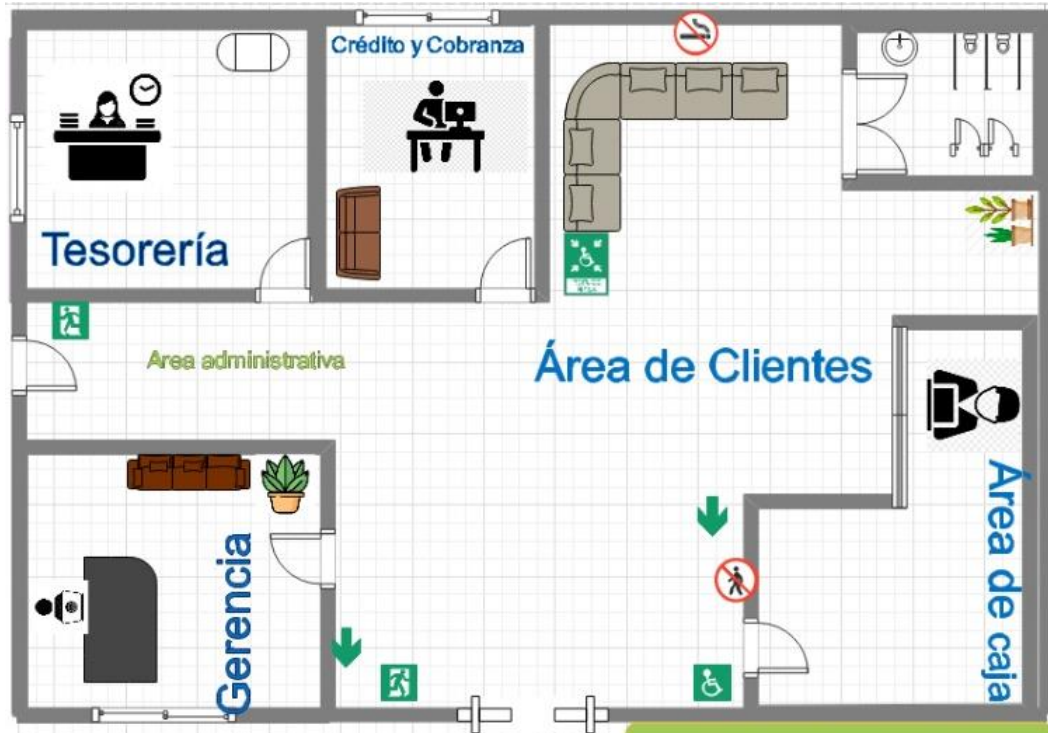 Crédito y Cobranza
Tesorería
Area administrativa
Área de Clientes
Gerencia
Área de caja